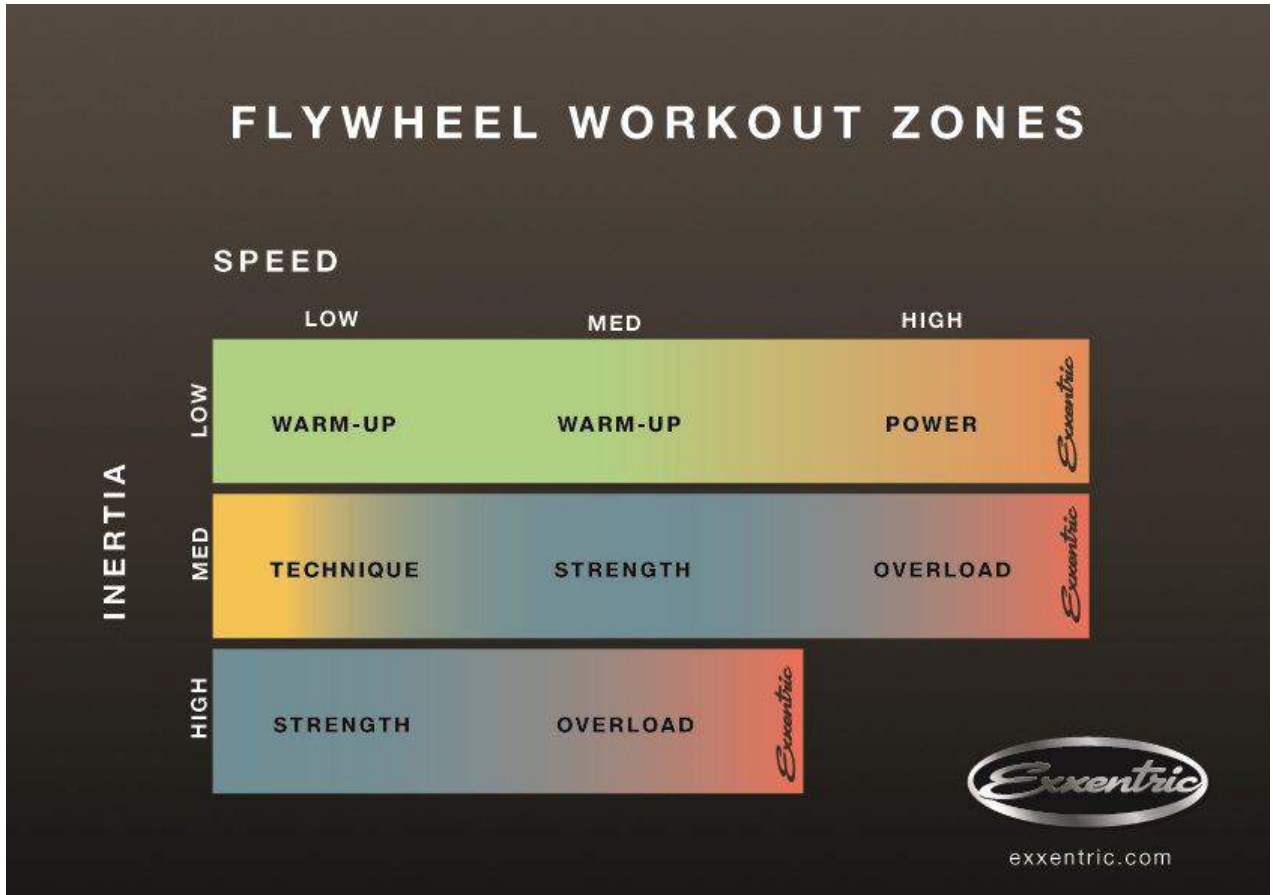 FLYWHEEL WORKOUT ZONES
SPEED
LOW MED HIGH
INERTIA
LOW
WARM-UP WARM-UP POWER Exxentric
MED
TECHNIQUE STRENGTH OVERLOAD Exxentric
HIGH
STRENGTH OVERLOAD Exxentric
Exxentric
exxentric.com